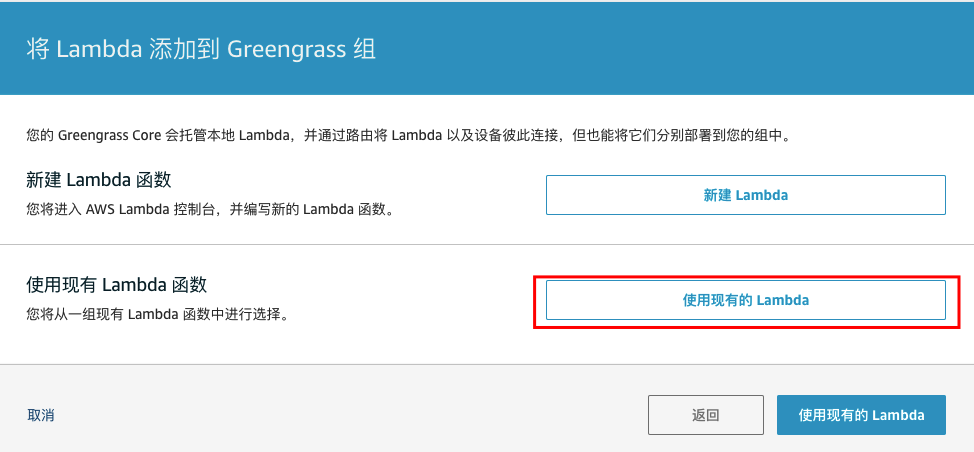 将 Lambda 添加到 Greengrass 组
您的 Greengrass Core 会托管本地 Lambda，并通过路由将 Lambda 以及设备彼此连接，但也能将它们分别部署到您的组中。
新建 Lambda 函数
您将进入 AWS Lambda 控制台，并编写新的 Lambda 函数。
新建 Lambda
使用现有 Lambda 函数
您将从一组现有 Lambda 函数中进行选择。
使用现有的 Lambda
取消
返回
使用现有的 Lambda